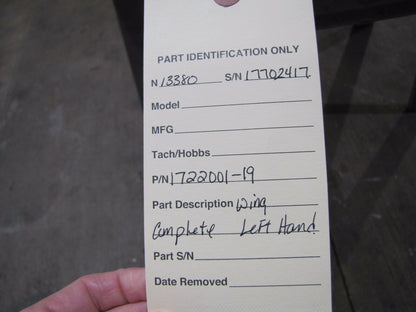 PART IDENTIFICATION ONLY
N 13380 S/N 17702417
Model
MFG
Tach/Hobbs
P/N 1722001-19
Part Description Wing
Complete Left Hand
Part S/N
Date Removed